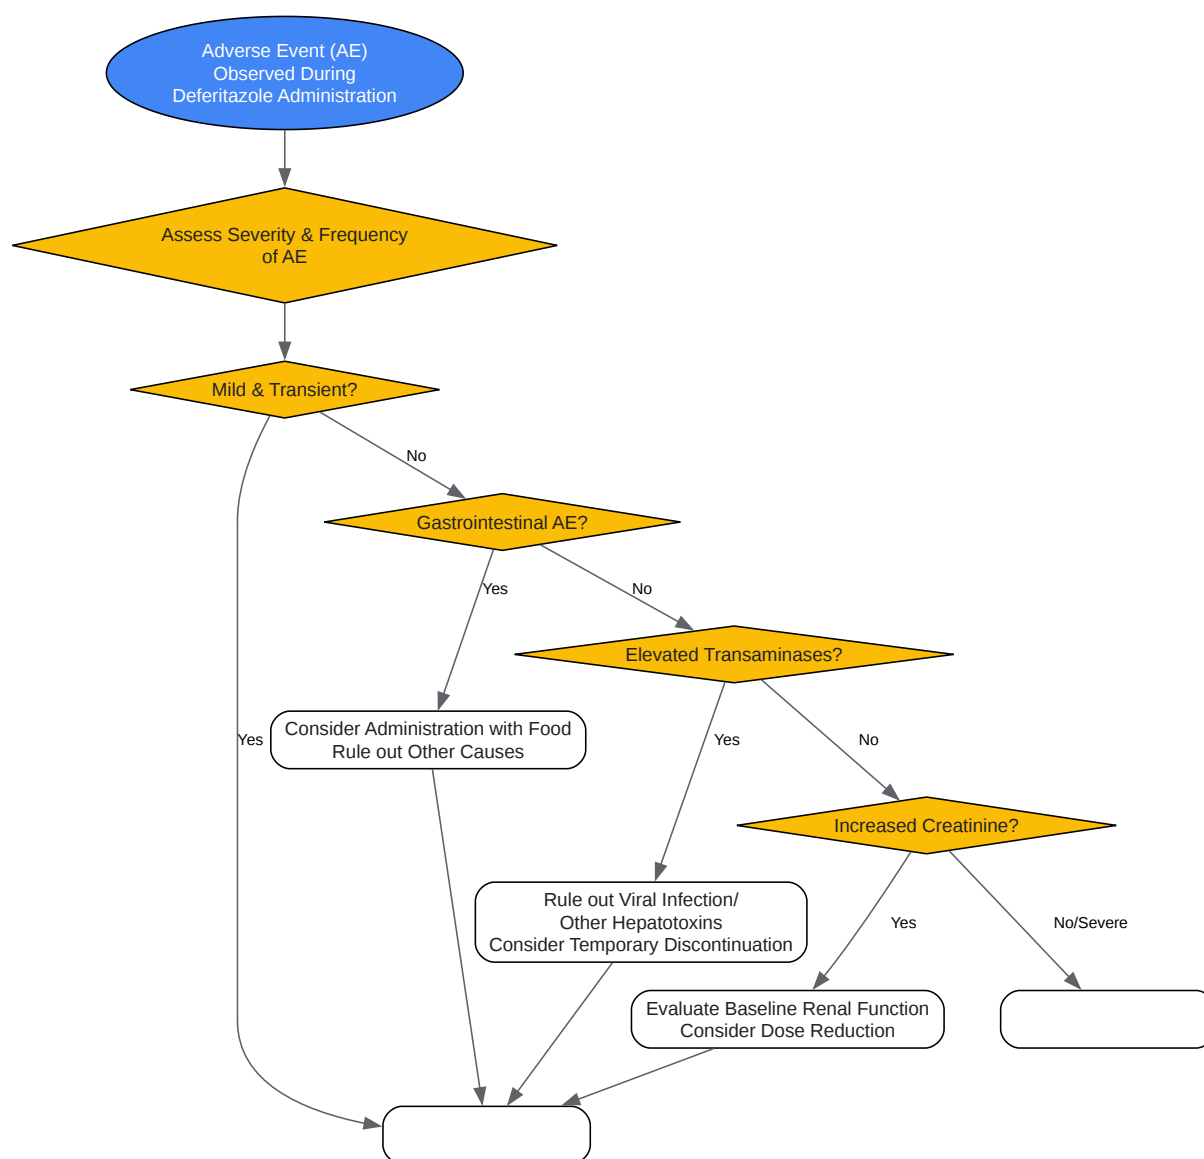 Adverse Event (AE)
Observed During
Deferitazole Administration
Assess Severity & Frequency
of AE
Mild & Transient?
No
Gastrointestinal AE?
Yes
No
Elevated Transaminases?
Yes
Consider Administration with Food
Rule out Other Causes
Yes
No
Increased Creatinine?
Rule out Viral Infection/
Other Hepatotoxins
Consider Temporary Discontinuation
Yes
No/Severe
Evaluate Baseline Renal Function
Consider Dose Reduction